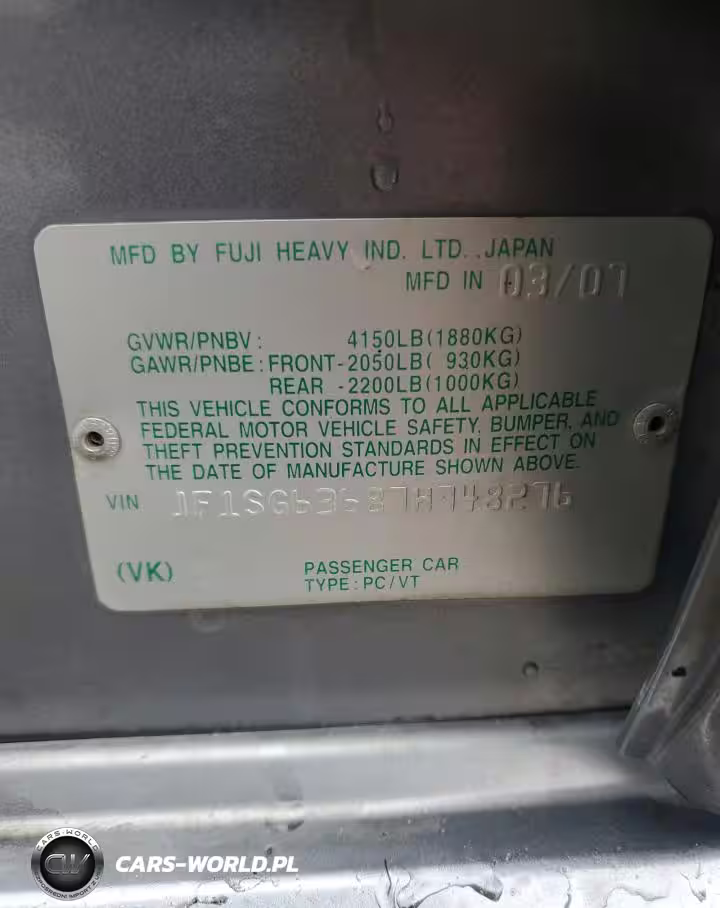 MFD BY FUJI HEAVY IND. LTD., JAPAN
MFD IN 03/07
GVWR/PNBV: 4150LB(1880KG)
GAWR/PNBE: FRONT-2050LB( 930KG)
REAR -2200LB(1000KG)
THIS VEHICLE CONFORMS TO ALL APPLICABLE
FEDERAL MOTOR VEHICLE SAFETY, BUMPER, AND
THEFT PREVENTION STANDARDS IN EFFECT ON
THE DATE OF MANUFACTURE SHOWN ABOVE.
VIN JF1SG63687H748276
(VK) PASSENGER CAR
TYPE: PC/VT
CARS-WORLD
CARS-WORLD.PL